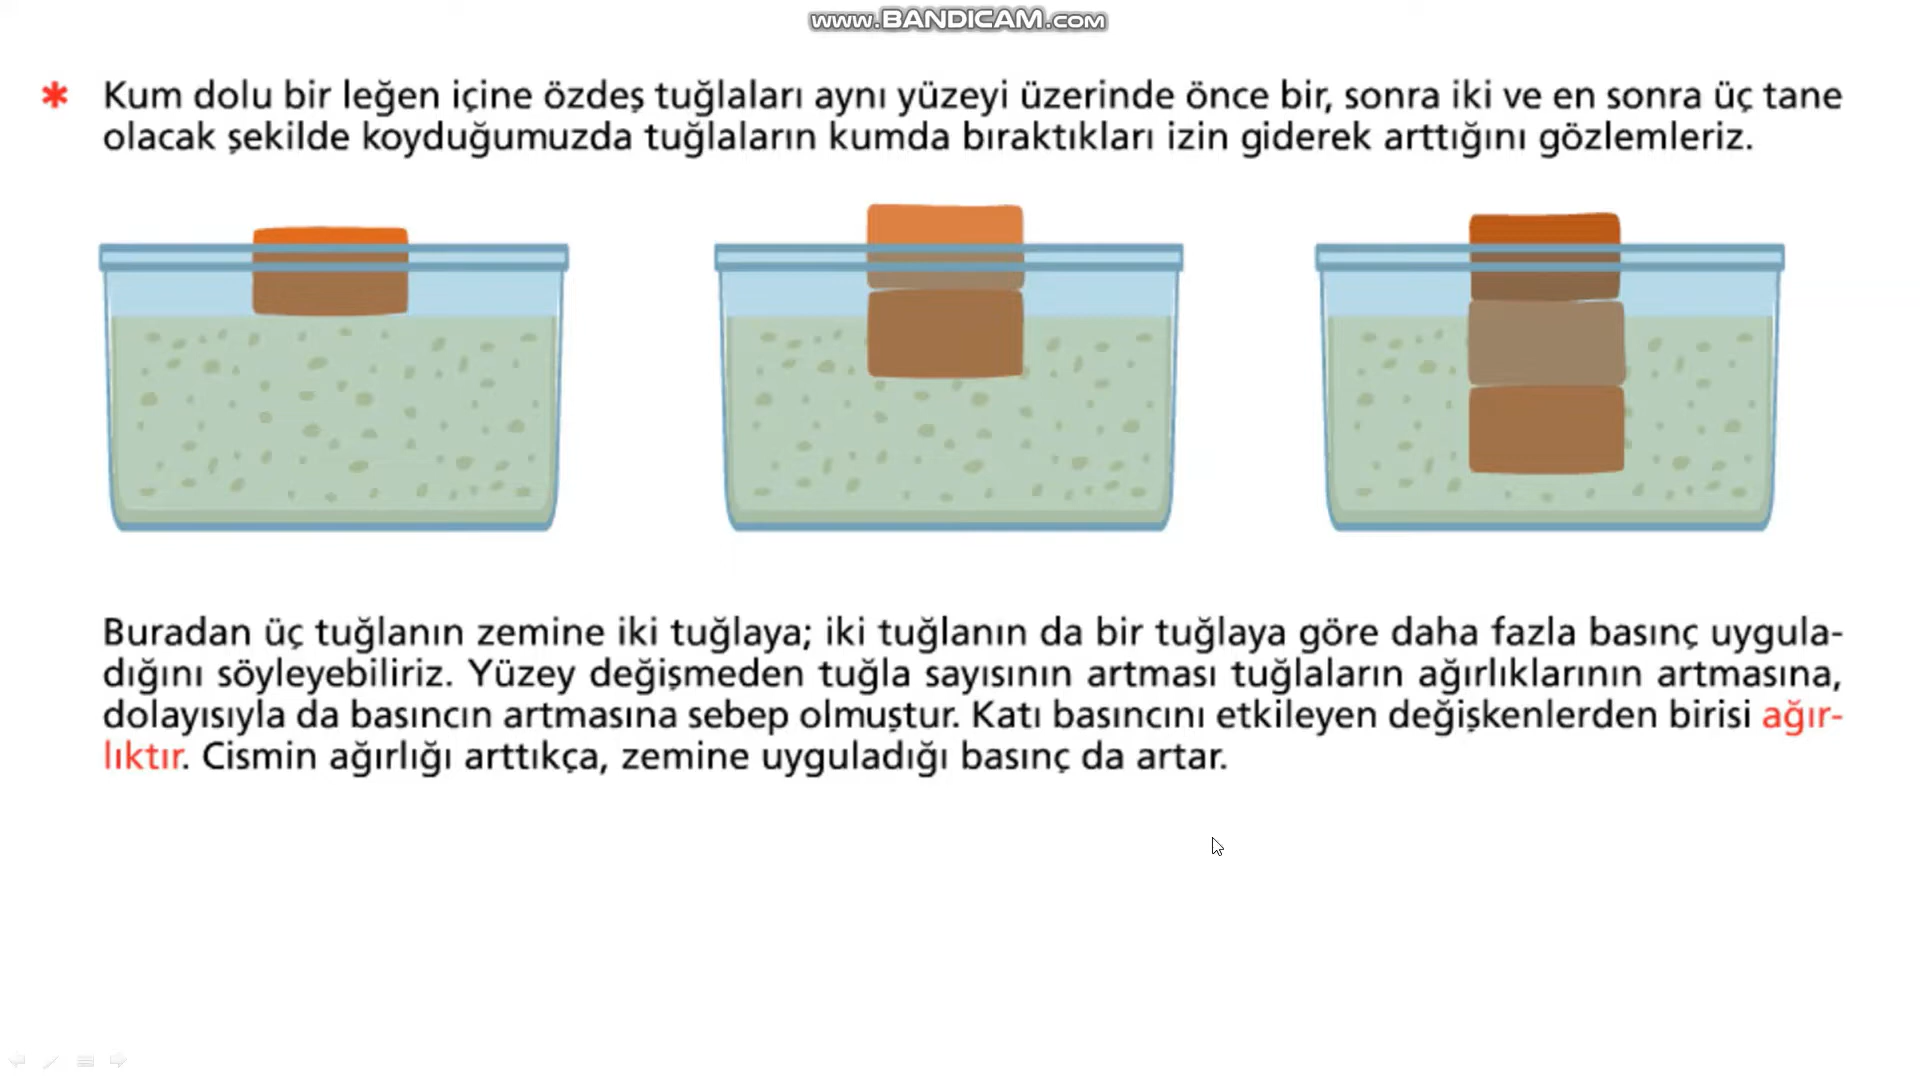 www.BANDICAM.com
* Kum dolu bir leğen içine özdeş tuğlaları aynı yüzeyi üzerinde önce bir, sonra iki ve en sonra üç tane
olacak şekilde koyduğumuzda tuğlaların kumda bıraktıkları izin giderek arttığını gözlemleriz.
Buradan üç tuğlanın zemine iki tuğlaya; iki tuğlanın da bir tuğlaya göre daha fazla basınç uygula-
dığını söyleyebiliriz. Yüzey değişmeden tuğla sayısının artması tuğlaların ağırlıklarının artmasına,
dolayısıyla da basıncın artmasına sebep olmuştur. Katı basıncını etkileyen değişkenlerden birisi ağır-
lıktır. Cismin ağırlığı arttıkça, zemine uyguladığı basınç da artar.